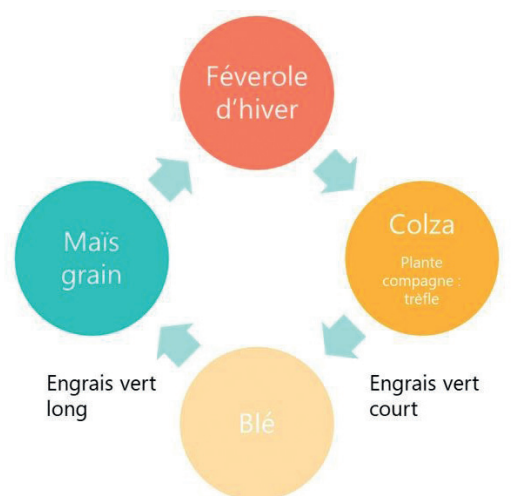 Féverole
d'hiver
Colza
Plante
compagne :
trèfle
Maïs
grain
Engrais vert
long
Engrais vert
court
Blé